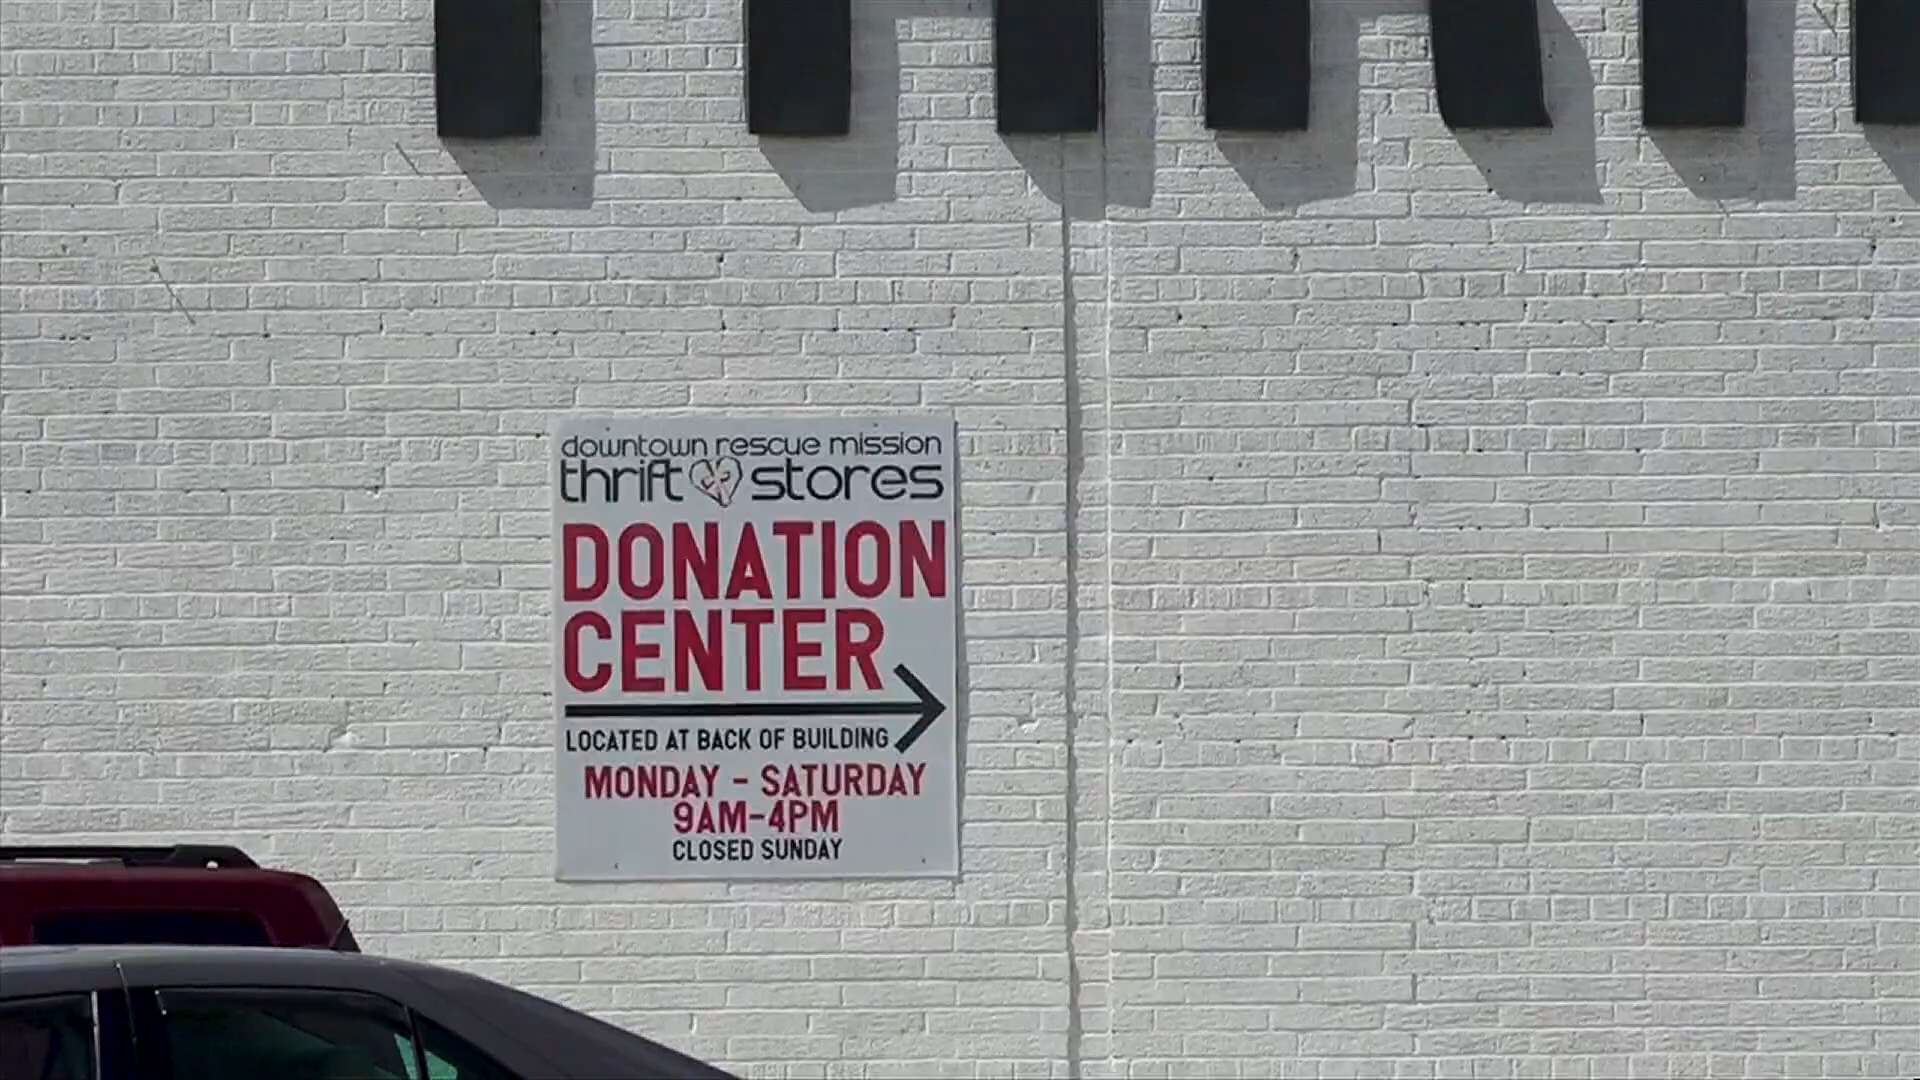 downtown rescue mission
thrift stores
DONATION
CENTER
LOCATED AT BACK OF BUILDING
MONDAY - SATURDAY
9AM-4PM
CLOSED SUNDAY